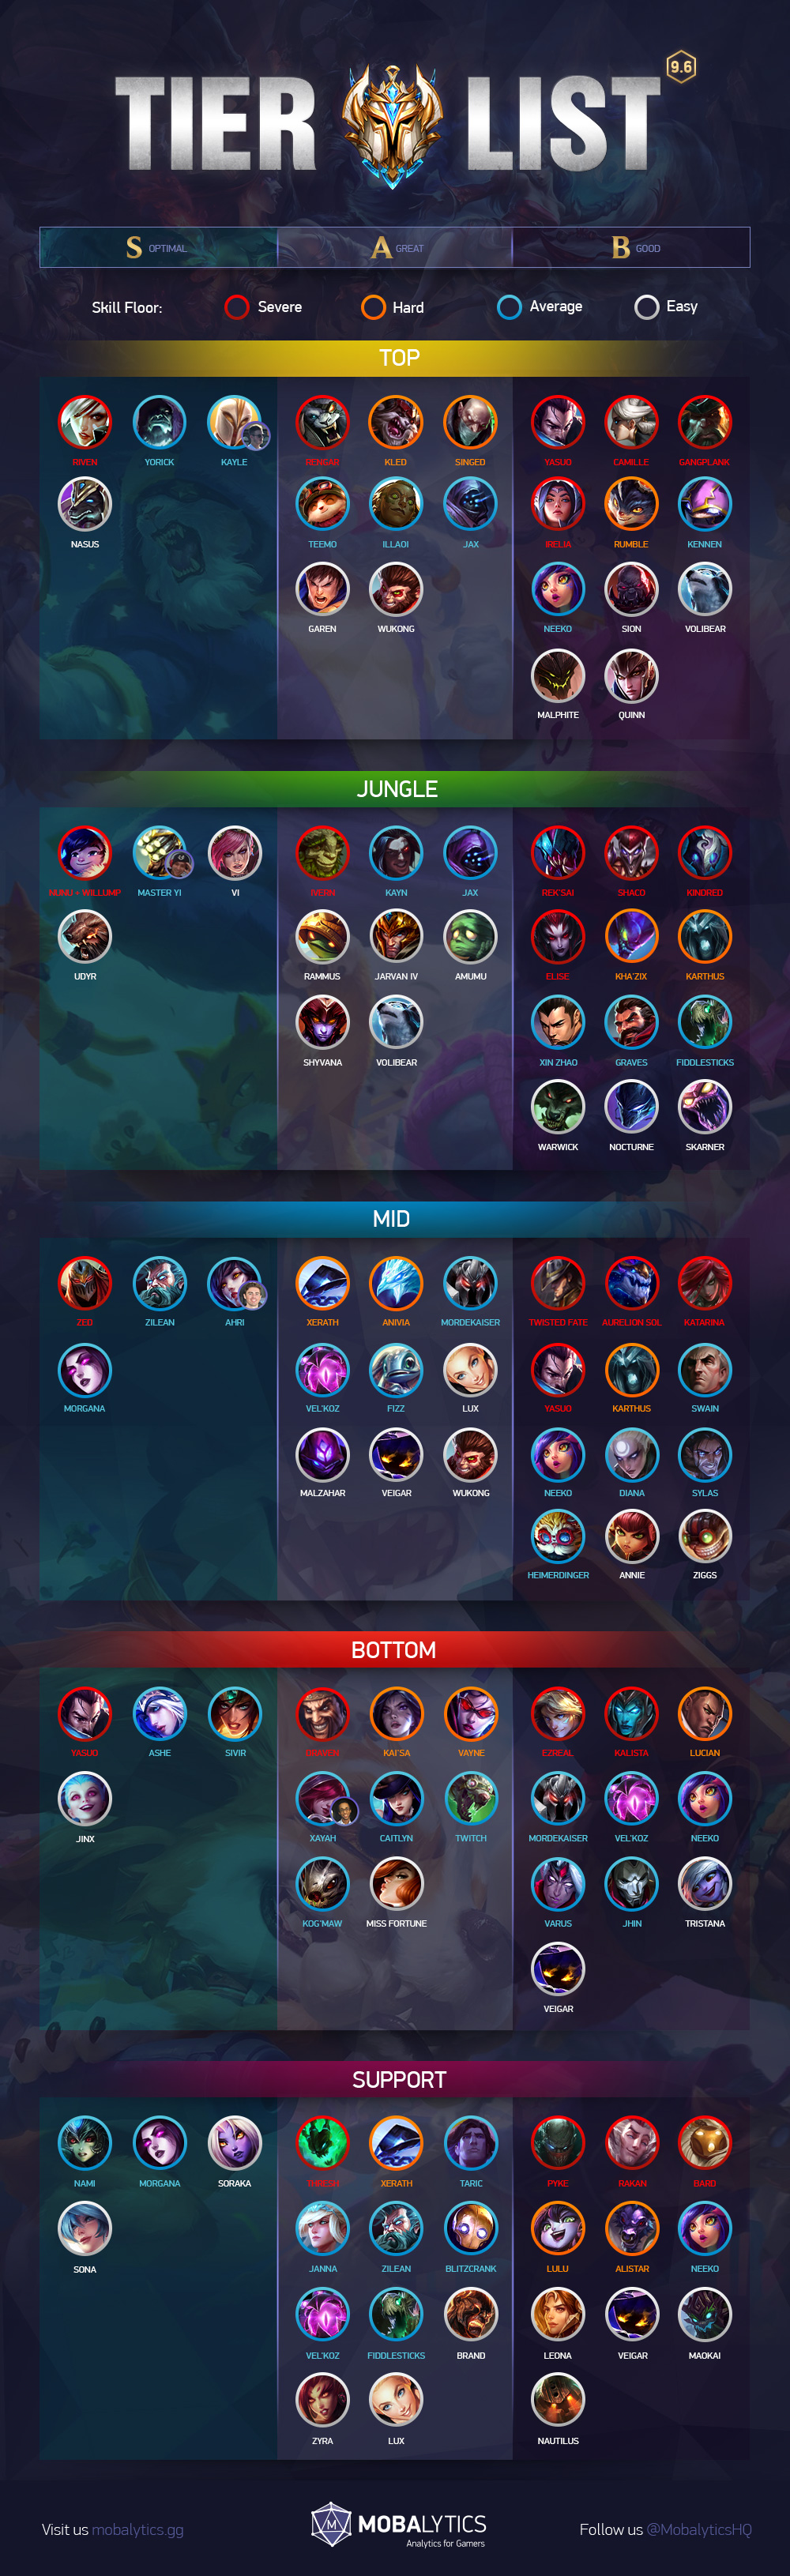 9.6
TIER LIST
S OPTIMAL A GREAT B GOOD
Skill Floor: Severe Hard Average Easy
TOP
RIVEN YORICK KAYLE RENGAR KLED SINGED YASUO CAMILLE GANGPLANK
NASUS TEEMO ILLAOI JAX IRELIA RUMBLE KENNEN
GAREN WUKONG NEEKO SION VOLIBEAR
MALPHITE QUINN
JUNGLE
NUNU + WILLUMP MASTER YI VI IVERN KAYN JAX REK'SAI SHACO KINDRED
UDYR RAMMUS JARVAN IV AMUMU ELISE KHA'ZIX KARTHUS
SHYVANA VOLIBEAR XIN ZHAO GRAVES FIDDLESTICKS
WARWICK NOCTURNE SKARNER
MID
ZED ZILEAN AHRI XERATH ANIVIA MORDEKAISER TWISTED FATE AURELION SOL KATARINA
MORGANA VEL'KOZ FIZZ LUX YASUO KARTHUS SWAIN
MALZAHAR VEIGAR WUKONG NEEKO DIANA SYLAS
HEIMERDINGER ANNIE ZIGGS
BOTTOM
YASUO ASHE SIVIR DRAVEN KAI'SA VAYNE EZREAL KALISTA LUCIAN
JINX XAYAH CAITLYN TWITCH MORDEKAISER VEL'KOZ NEEKO
KOG'MAW MISS FORTUNE VARUS JHIN TRISTANA
VEIGAR
SUPPORT
NAMI MORGANA SORAKA THRESH XERATH TARIC PYKE RAKAN BARD
SONA JANNA ZILEAN BLITZCRANK LULU ALISTAR NEEKO
VEL'KOZ FIDDLESTICKS BRAND LEONA VEIGAR MAOKAI
ZYRA LUX NAUTILUS
Visit us mobalytics.gg M MOBALYTICS Follow us @MobalyticsHQ
Analytics for Gamers